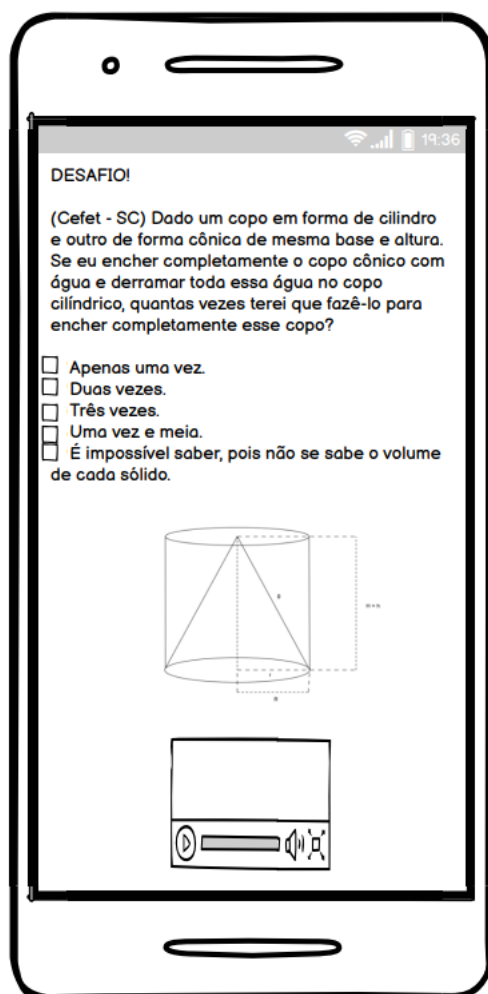 19:36
DESAFIO!
(Cefet - SC) Dado um copo em forma de cilindro
e outro de forma cônica de mesma base e altura.
Se eu encher completamente o copo cônico com
água e derramar toda essa água no copo
cilíndrico, quantas vezes terei que fazê-lo para
encher completamente esse copo?
Apenas uma vez.
Duas vezes.
Três vezes.
Uma vez e meia.
É impossível saber, pois não se sabe o volume
de cada sólido.